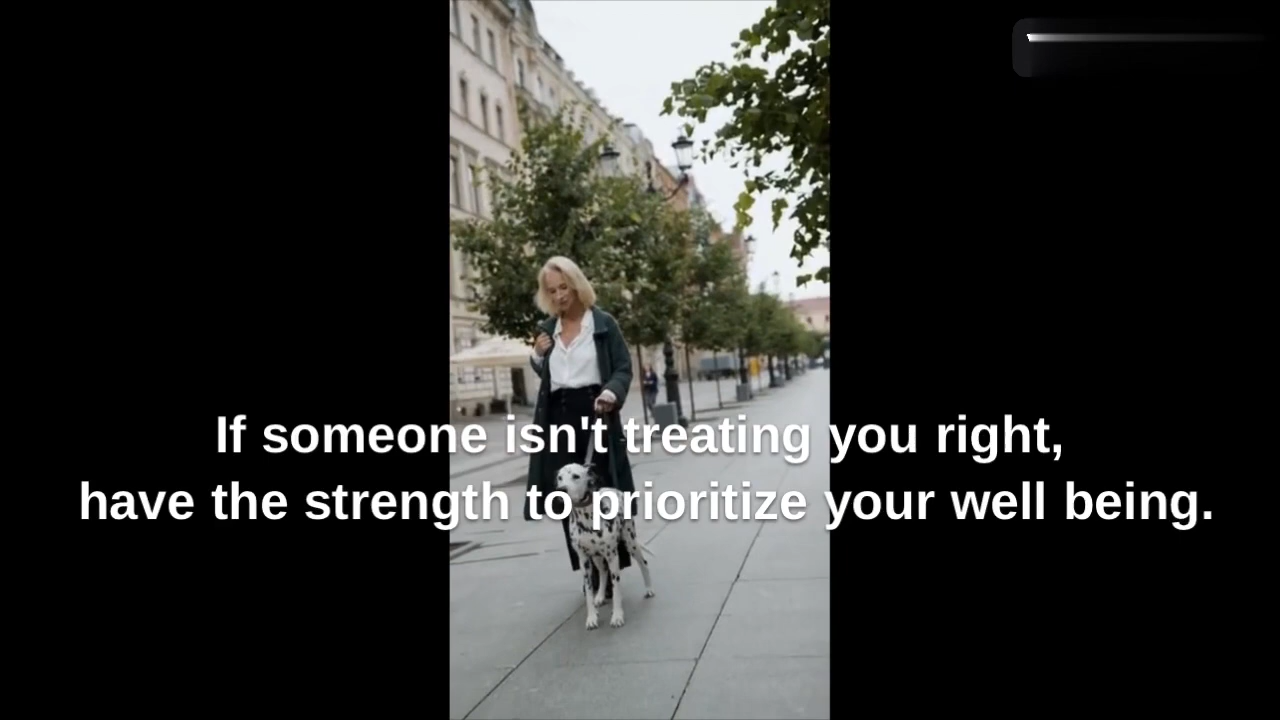 If someone isn't treating you right,
have the strength to prioritize your well being.